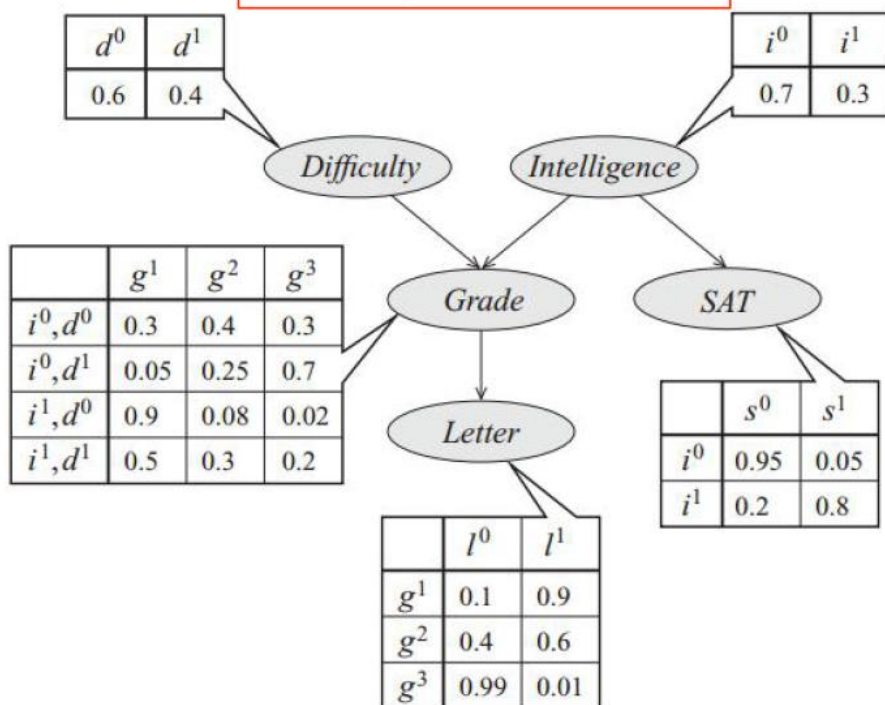 d⁰ d¹
0.6 0.4
i⁰ i¹
0.7 0.3
Difficulty
Intelligence
g¹ g² g³
i⁰,d⁰ 0.3 0.4 0.3
i⁰,d¹ 0.05 0.25 0.7
i¹,d⁰ 0.9 0.08 0.02
i¹,d¹ 0.5 0.3 0.2
Grade
SAT
Letter
s⁰ s¹
i⁰ 0.95 0.05
i¹ 0.2 0.8
l⁰ l¹
g¹ 0.1 0.9
g² 0.4 0.6
g³ 0.99 0.01